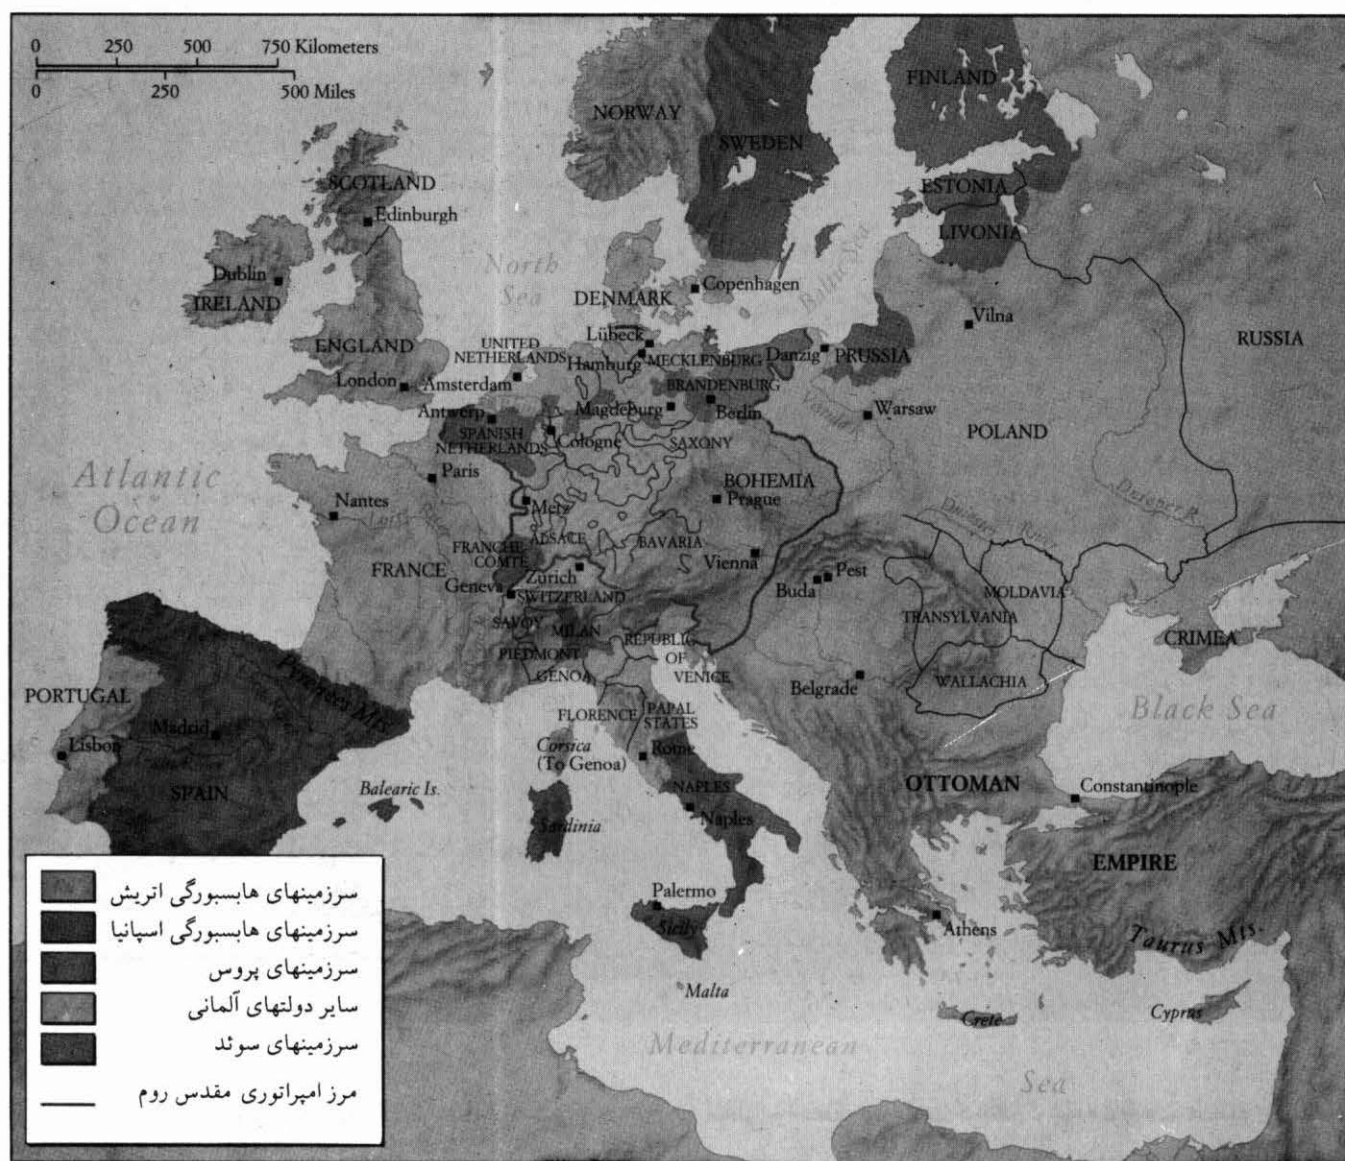 0 250 500 750 Kilometers
0 250 500 Miles
NORWAY
SWEDEN
FINLAND
ESTONIA
LIVONIA
SCOTLAND
Edinburgh
Dublin
IRELAND
North
Sea
DENMARK
Copenhagen
Baltic Sea
Vilna
RUSSIA
ENGLAND
London
UNITED
NETHERLANDS
Amsterdam
Lübeck
Hamburg
MECKLENBURG
Danzig
PRUSSIA
BRANDENBURG
Berlin
Magdeburg
Warsaw
POLAND
Antwerp
SPANISH
NETHERLANDS
Cologne
SAXONY
BOHEMIA
Prague
Atlantic
Ocean
Paris
Nantes
Metz
ALSACE
BAVARIA
Vienna
Dnieper R.
Dniester River
FRANCHE-
COMTÉ
FRANCE
Geneva
Zürich
SWITZERLAND
Buda
Pest
MOLDAVIA
TRANSYLVANIA
CRIMEA
SAVOY
MILAN
PIEDMONT
REPUBLIC
OF
VENICE
GENOA
WALLACHIA
Belgrade
Black Sea
PORTUGAL
Pyrenees Mts.
Madrid
Lisbon
SPAIN
Balearic Is.
FLORENCE
PAPAL
STATES
Corsica
(To Genoa)
Rome
NAPLES
Naples
Sardinia
OTTOMAN
Constantinople
EMPIRE
Palermo
Sicily
Athens
Taurus Mts.
Malta
Crete
Cyprus
Mediterranean
Sea
سرزمینهای هابسبورگی اتریش
سرزمینهای هابسبورگی اسپانیا
سرزمینهای پروس
سایر دولتهای آلمانی
سرزمینهای سوئد
مرز امپراتوری مقدس روم